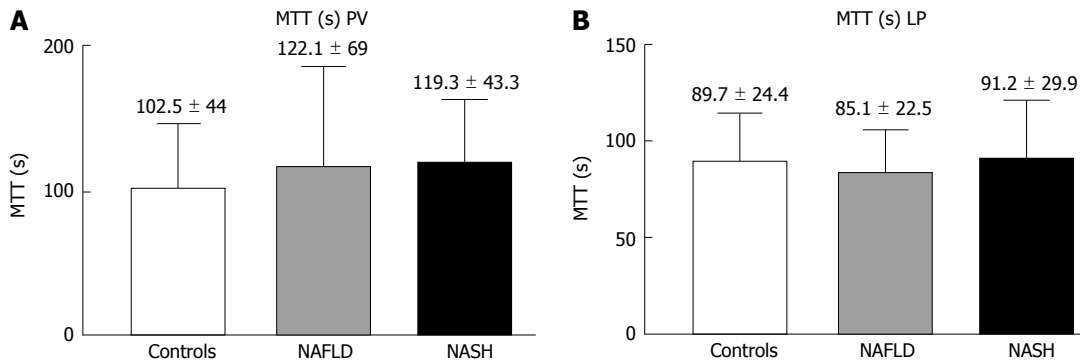 A
MTT (s) PV
MTT (s)
200
100
0
102.5 ± 44
122.1 ± 69
119.3 ± 43.3
Controls
NAFLD
NASH
B
MTT (s) LP
MTT (s)
150
100
50
0
89.7 ± 24.4
85.1 ± 22.5
91.2 ± 29.9
Controls
NAFLD
NASH